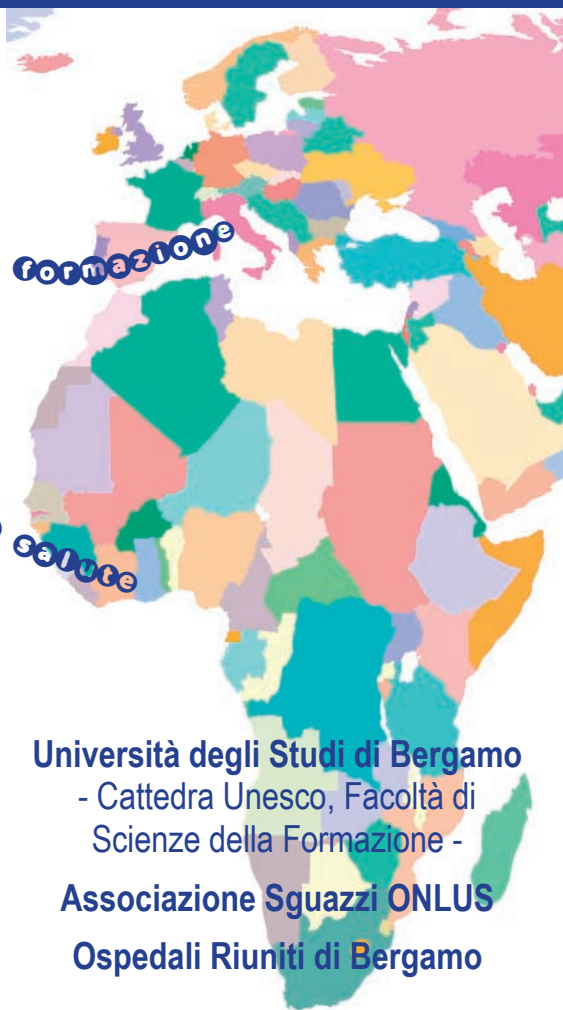 formazione
salute
Università degli Studi di Bergamo
- Cattedra Unesco, Facoltà di
Scienze della Formazione -
Associazione Sguazzi ONLUS
Ospedali Riuniti di Bergamo